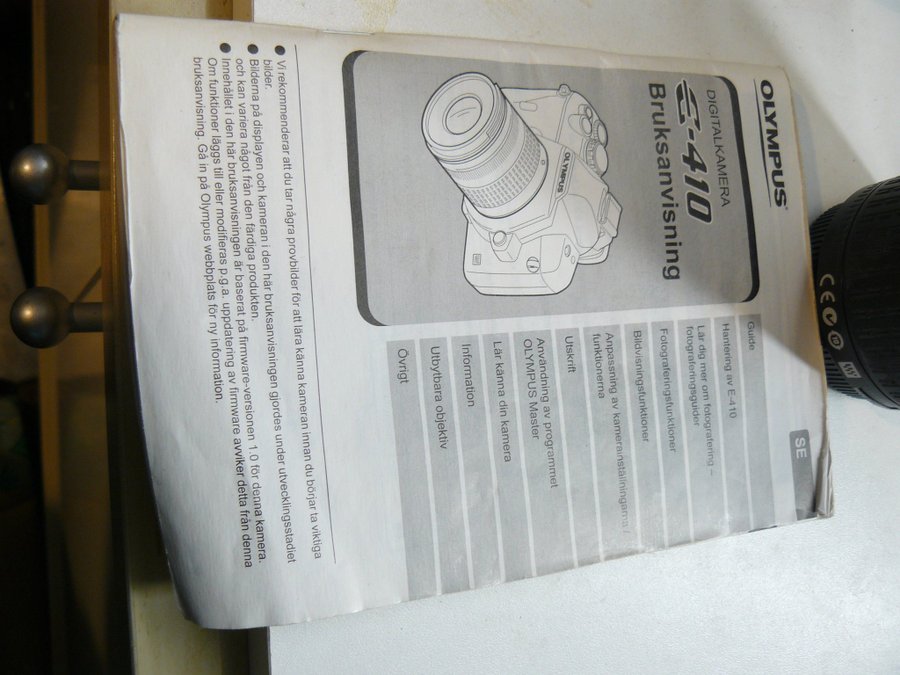 OLYMPUS®
DIGITALKAMERA
E-410
Bruksanvisning
OLYMPUS
SE
Guide
Hantering av E-410
Lär dig mer om fotografering –
fotograferingsguider
Fotograferingsfunktioner
Bildvisningsfunktioner
Anpassning av kamerainställningarna /
funktionerna
Utskrift
Användning av programmet
OLYMPUS Master
Lär känna din kamera
Information
Utbytbara objektiv
Övrigt
● Vi rekommenderar att du tar några provbilder för att lära känna kameran innan du börjar ta viktiga
bilder.
● Bilderna på displayen och kameran i den här bruksanvisningen gjordes under utvecklingsstadiet
och kan variera något från den färdiga produkten.
● Innehållet i den här bruksanvisningen är baserat på firmware-versionen 1.0 för denna kamera.
Om funktioner läggs till eller modifieras p.g.a. uppdatering av firmware avviker detta från denna
bruksanvisning. Gå in på Olympus webbplats för ny information.
CE
10